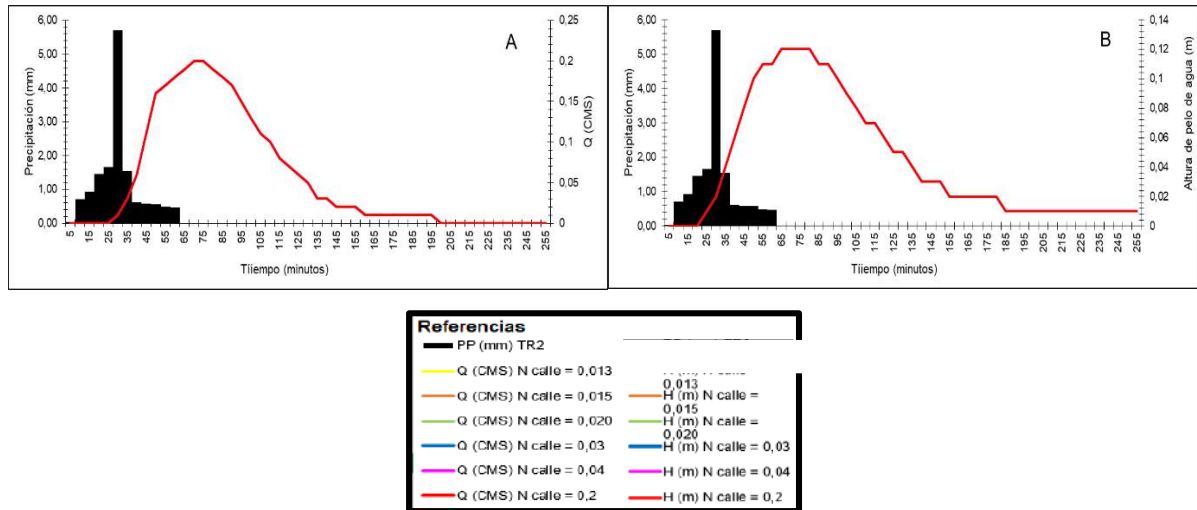 A
6,00
5,00
4,00
3,00
2,00
1,00
0,00
Precipitación (mm)
0,25
0,2
0,15
0,1
0,05
0
Q (CMS)
5 15 25 35 45 55 65 75 85 95 105 115 125 135 145 155 165 175 185 195 205 215 225 235 245 255
Tiiempo (minutos)
B
6,00
5,00
4,00
3,00
2,00
1,00
0,00
Precipitación (mm)
0,14
0,12
0,1
0,08
0,06
0,04
0,02
0
Altura de pelo de agua (m)
5 15 25 35 45 55 65 75 85 95 105 115 125 135 145 155 165 175 185 195 205 215 225 235 245 255
Tiiempo (minutos)
Referencias
PP (mm) TR2
Q (CMS) N calle = 0,013
Q (CMS) N calle = 0,015
Q (CMS) N calle = 0,020
Q (CMS) N calle = 0,03
Q (CMS) N calle = 0,04
Q (CMS) N calle = 0,2
0,013
H (m) N calle =
0,015
H (m) N calle =
0,020
H (m) N calle = 0,03
H (m) N calle = 0,04
H (m) N calle = 0,2